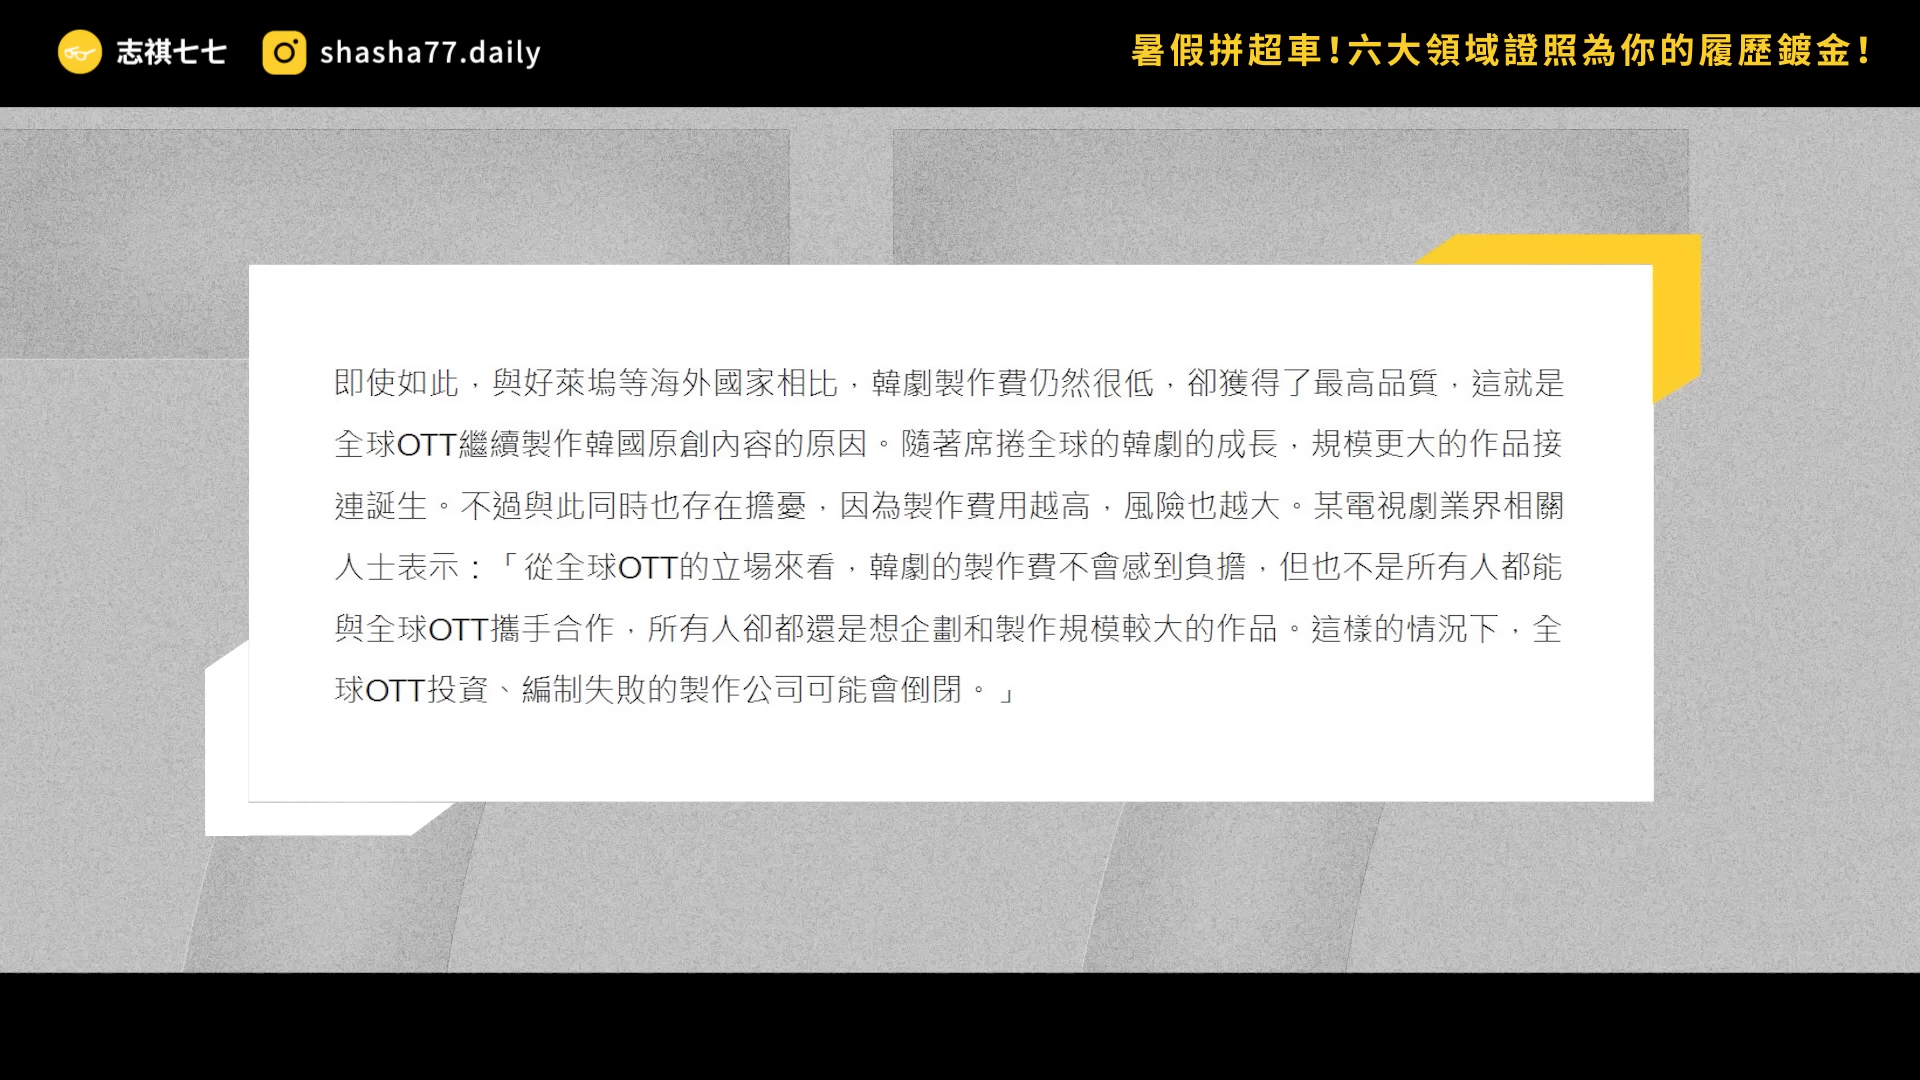 志祺七七 shasha77.daily
暑假拼超車!六大領域證照為你的履歷鍍金!
即使如此，與好萊塢等海外國家相比，韓劇製作費仍然很低，卻獲得了最高品質，這就是
全球OTT繼續製作韓國原創內容的原因。隨著席捲全球的韓劇的成長，規模更大的作品接
連誕生。不過與此同時也存在擔憂，因為製作費用越高，風險也越大。某電視劇業界相關
人士表示：「從全球OTT的立場來看，韓劇的製作費不會感到負擔，但也不是所有人都能
與全球OTT攜手合作，所有人卻都還是想企劃和製作規模較大的作品。這樣的情況下，全
球OTT投資、編制失敗的製作公司可能會倒閉。」